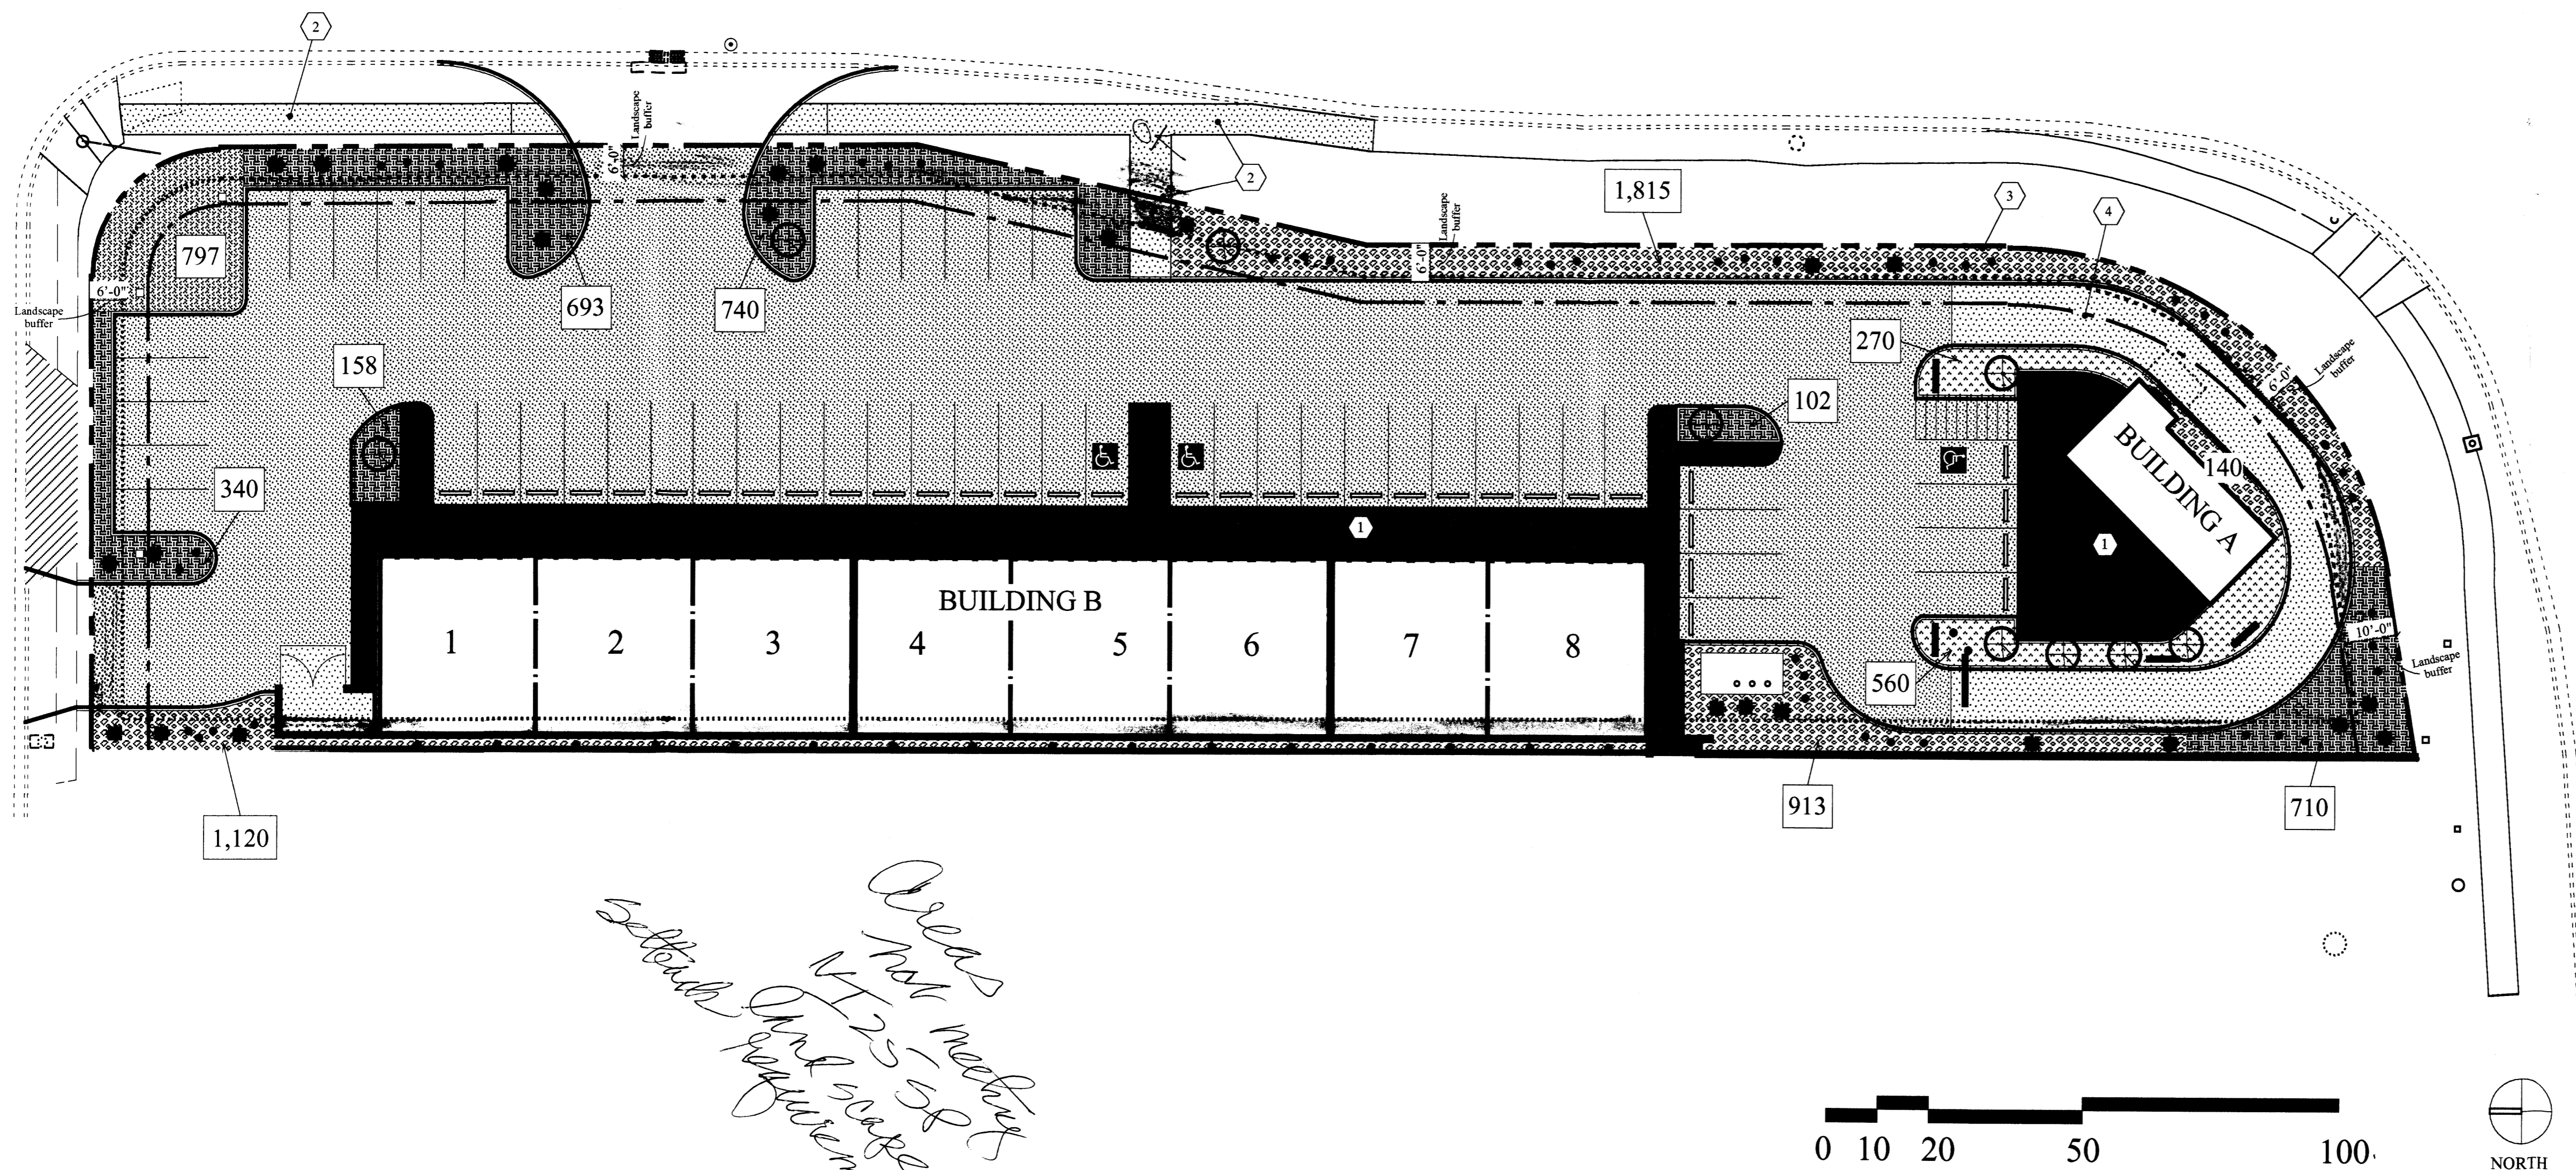 2
Landscape
buffer
6'-0"
2
1,815
Landscape
buffer
3
4
6'-0"
797
6'-0"
Landscape
buffer
693
740
270
6'-0"
Landscape
buffer
158
102
340
BUILDING A
140
1
1
BUILDING B
1 2 3 4 5 6 7 8
560
10'-0"
Landscape
buffer
1,120
913
710
Areas
not meeting
NT25-SP
Landscape
Setback
0 10 20 50 100
NORTH